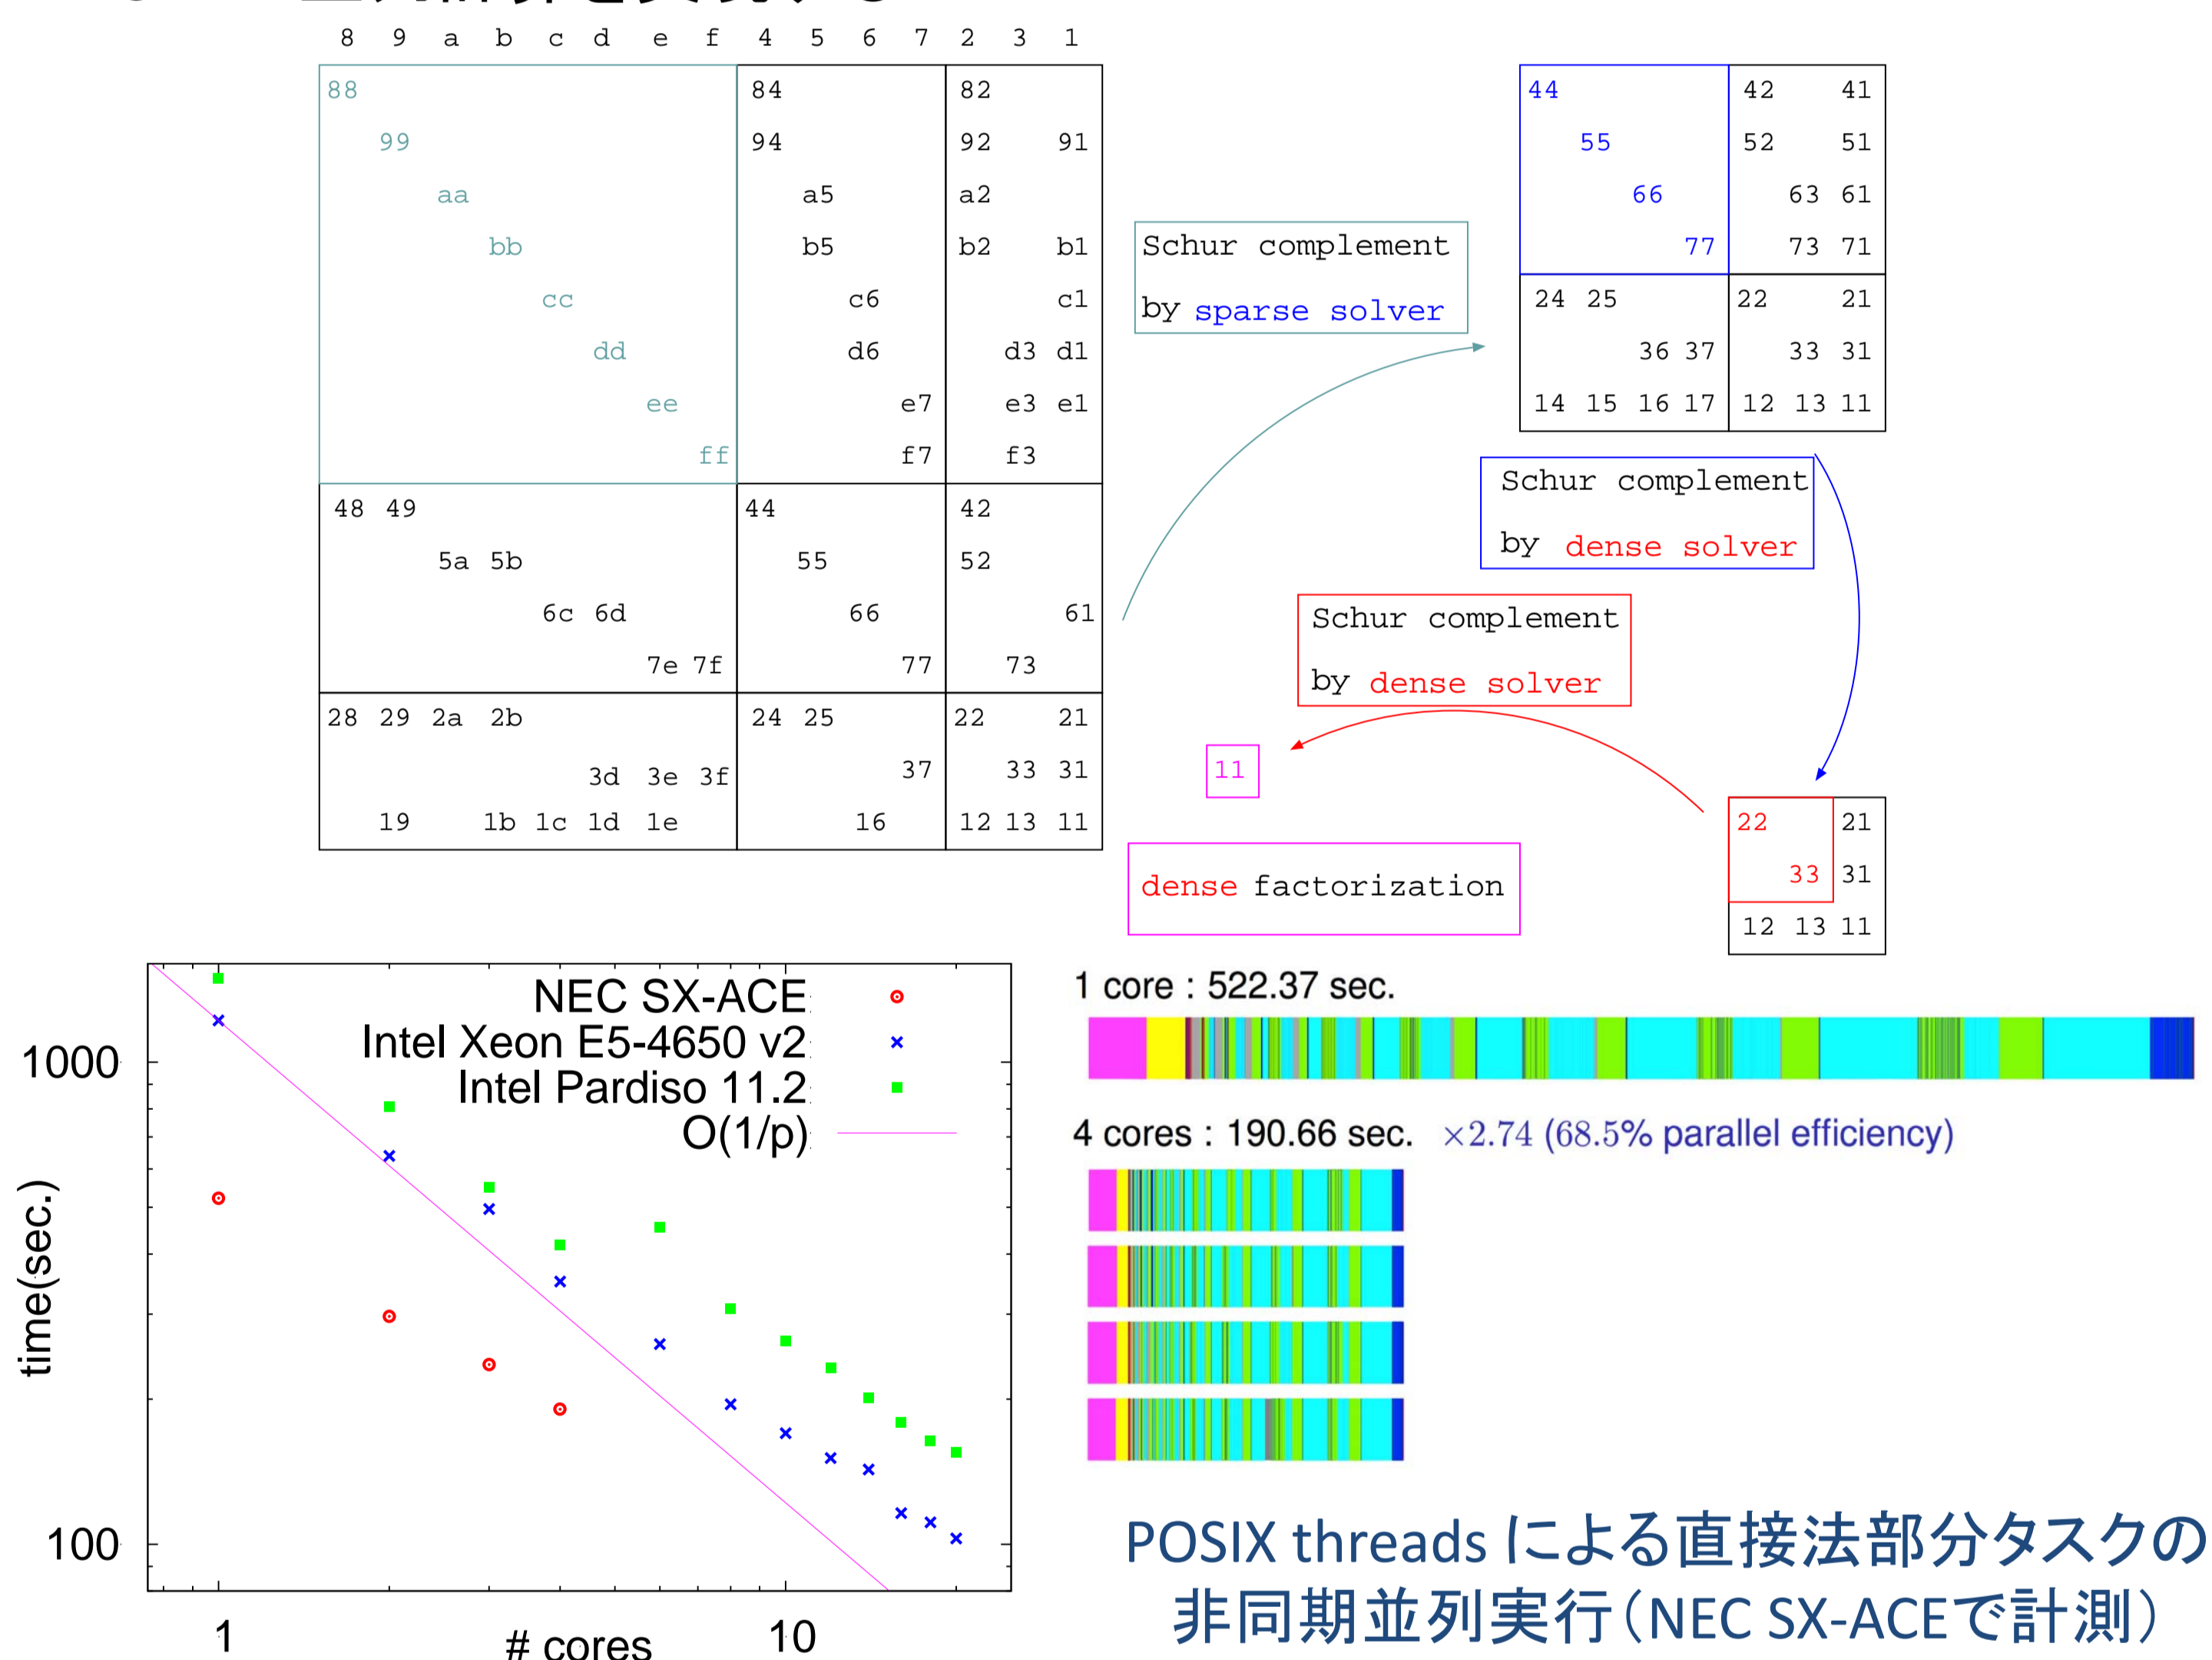 8 9 a b c d e f 4 5 6 7 2 3 1
88 84 82
99 94 92 91
aa a5 a2
bb b5 b2 b1
cc c6 c1
dd d6 d3 d1
ee e7 e3 e1
ff f7 f3
48 49 44 42
5a 5b 55 52
6c 6d 66 61
7e 7f 77 73
28 29 2a 2b 24 25 22 21
3d 3e 3f 37 33 31
19 1b 1c 1d 1e 16 12 13 11
Schur complement
by sparse solver
44 42 41
55 52 51
66 63 61
77 73 71
24 25 22 21
36 37 33 31
14 15 16 17 12 13 11
Schur complement
by dense solver
Schur complement
by dense solver
11
dense factorization
22 21
33 31
12 13 11
NEC SX-ACE
Intel Xeon E5-4650 v2
Intel Pardiso 11.2
O(1/p)
1000
100
time(sec.)
1 10
# cores
1 core : 522.37 sec.
4 cores : 190.66 sec. ×2.74 (68.5% parallel efficiency)
POSIX threads による直接法部分タスクの
非同期並列実行(NEC SX-ACEで計測)